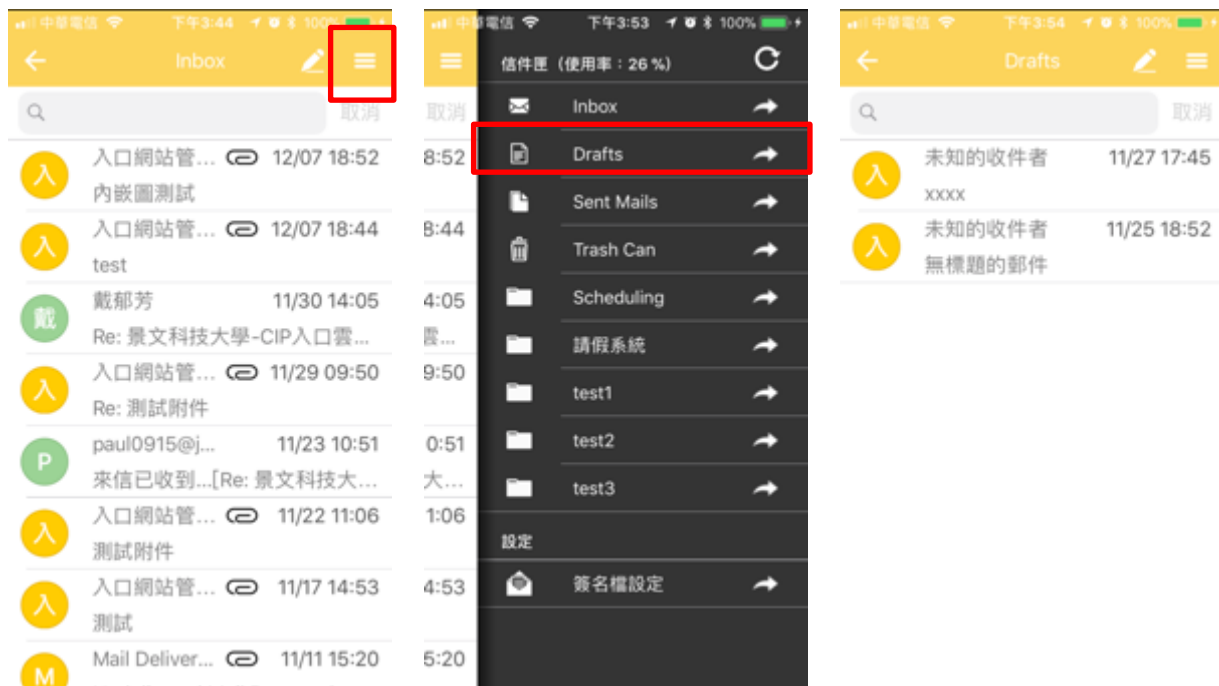 中華電信 下午3:44 100%
Inbox
取消
入 入口網站管... 12/07 18:52
內嵌圖測試
入 入口網站管... 12/07 18:44
test
戴 戴郁芳 11/30 14:05
Re: 景文科技大學-CIP入口雲...
入 入口網站管... 11/29 09:50
Re: 測試附件
P paul0915@j... 11/23 10:51
來信已收到...[Re: 景文科技大...
入 入口網站管... 11/22 11:06
測試附件
入 入口網站管... 11/17 14:53
測試
M Mail Deliver... 11/11 15:20
中華電信 下午3:53 100%
取消
8:52
8:44
4:05
雲...
9:50
0:51
大...
1:06
4:53
5:20
信件匣（使用率：26 %）
Inbox
Drafts
Sent Mails
Trash Can
Scheduling
請假系統
test1
test2
test3
設定
簽名檔設定
中華電信 下午3:54 100%
Drafts
取消
入 未知的收件者 11/27 17:45
xxxx
入 未知的收件者 11/25 18:52
無標題的郵件